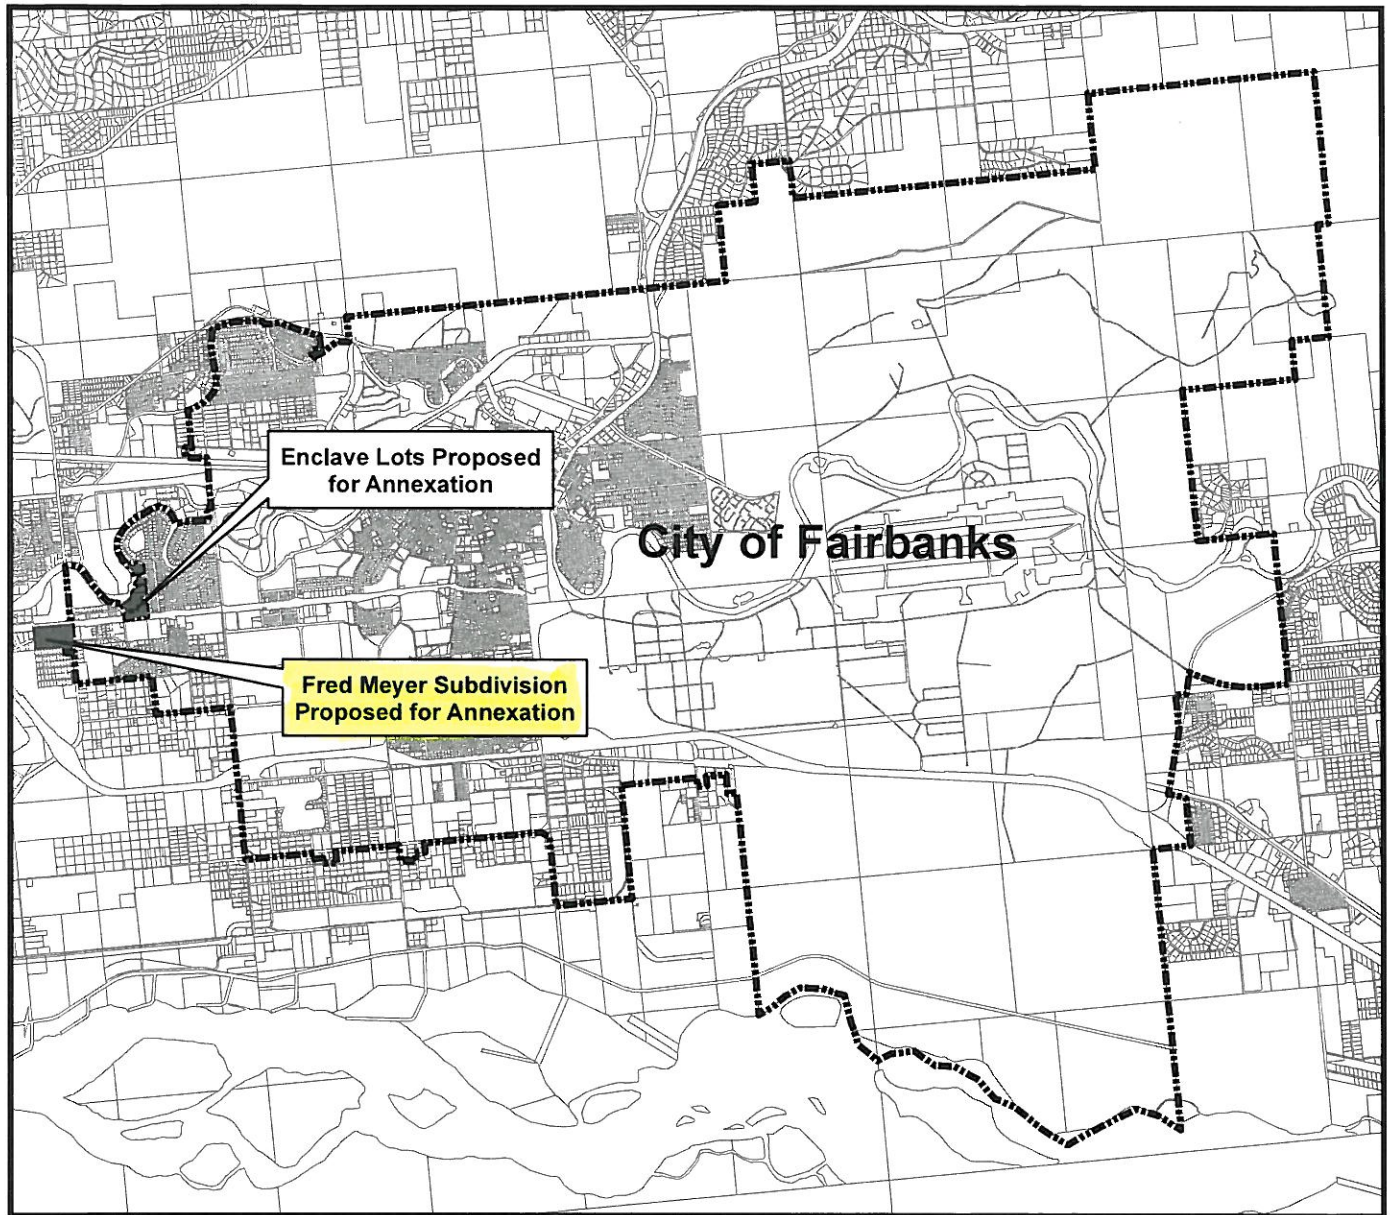 Enclave Lots Proposed
for Annexation
City of Fairbanks
Fred Meyer Subdivision
Proposed for Annexation